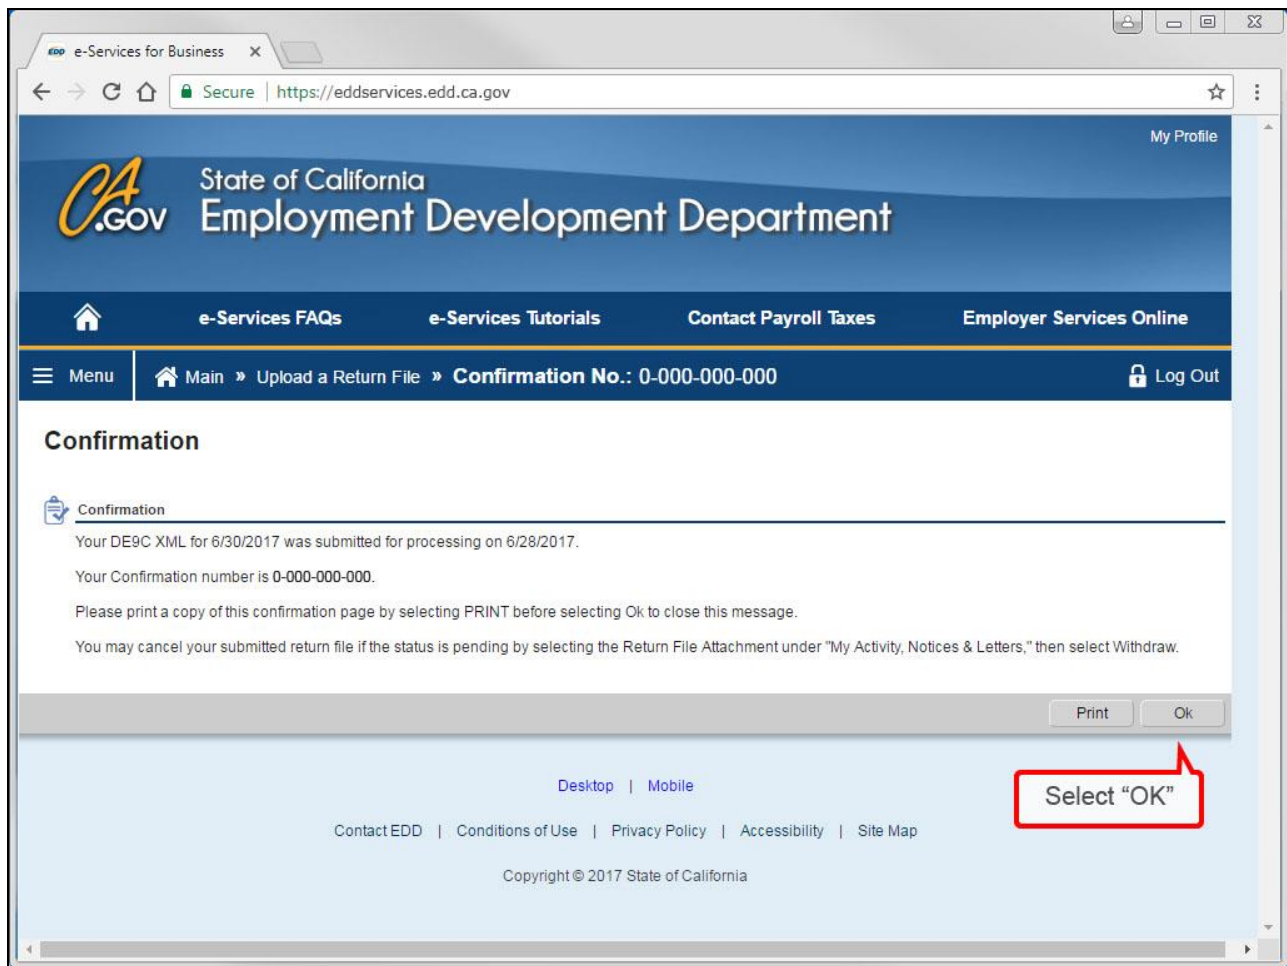 EDD e-Services for Business
Secure | https://eddservices.edd.ca.gov
My Profile
CA.GOV
State of California
Employment Development Department
e-Services FAQs e-Services Tutorials Contact Payroll Taxes Employer Services Online
Menu Main » Upload a Return File » Confirmation No.: 0-000-000-000 Log Out
Confirmation
Confirmation
Your DE9C XML for 6/30/2017 was submitted for processing on 6/28/2017.
Your Confirmation number is 0-000-000-000.
Please print a copy of this confirmation page by selecting PRINT before selecting Ok to close this message.
You may cancel your submitted return file if the status is pending by selecting the Return File Attachment under "My Activity, Notices & Letters," then select Withdraw.
Print Ok
Desktop | Mobile
Select “OK”
Contact EDD | Conditions of Use | Privacy Policy | Accessibility | Site Map
Copyright © 2017 State of California